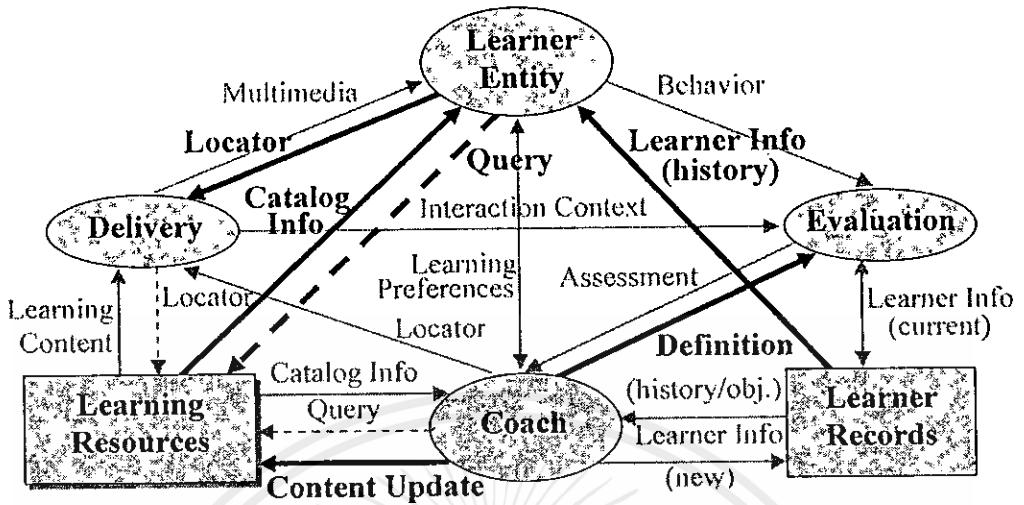 Learner
Entity
Multimedia
Behavior
Locator
Query
Learner Info
(history)
Catalog
Info
Delivery
Interaction Context
Evaluation
Learning
Preferences
Assessment
Learning
Content
Locator
Locator
Learner Info
(current)
Definition
Catalog Info
(history/obj.)
Learning
Resources
Query
Coach
Learner Info
Learner
Records
Content Update
(new)